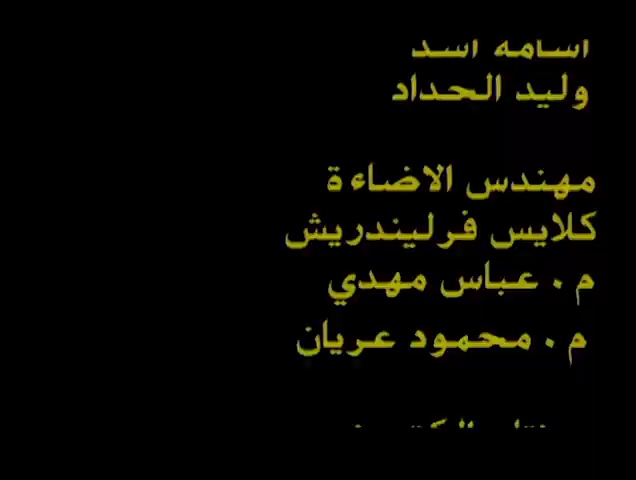 اسامه اسد
وليد الحداد
مهندس الاضاءة
كلايس فرليندريش
م . عباس مهدي
م . محمود عريان